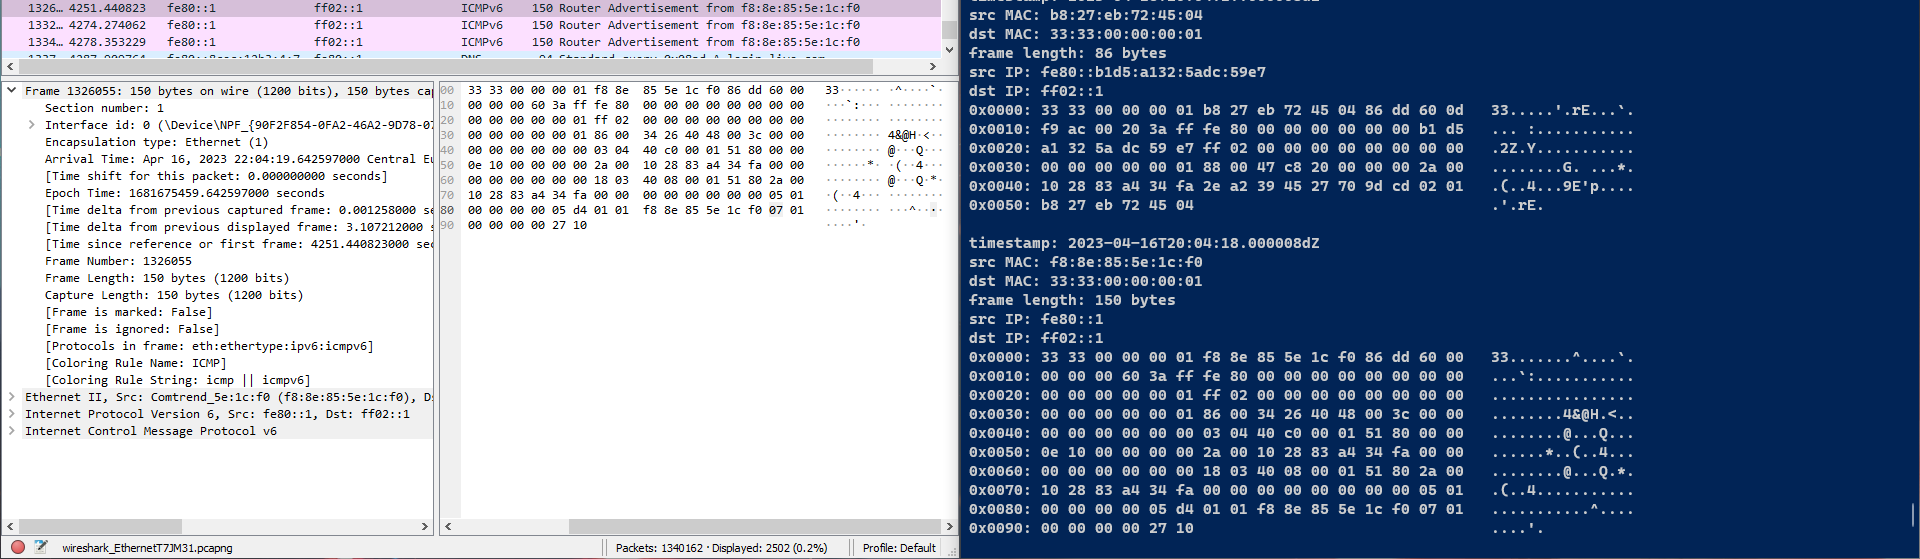 1326… 4251.440823 fe80::1 ff02::1 ICMPv6 150 Router Advertisement from f8:8e:85:5e:1c:f0
1332… 4274.274062 fe80::1 ff02::1 ICMPv6 150 Router Advertisement from f8:8e:85:5e:1c:f0
1334… 4278.353229 fe80::1 ff02::1 ICMPv6 150 Router Advertisement from f8:8e:85:5e:1c:f0
Frame 1326055: 150 bytes on wire (1200 bits), 150 bytes cap
Section number: 1
Interface id: 0 (\Device\NPF_{90F2F854-0FA2-46A2-9D78-07
Encapsulation type: Ethernet (1)
Arrival Time: Apr 16, 2023 22:04:19.642597000 Central Eu
[Time shift for this packet: 0.000000000 seconds]
Epoch Time: 1681675459.642597000 seconds
[Time delta from previous captured frame: 0.001258000 se
[Time delta from previous displayed frame: 3.107212000 s
[Time since reference or first frame: 4251.440823000 sec
Frame Number: 1326055
Frame Length: 150 bytes (1200 bits)
Capture Length: 150 bytes (1200 bits)
[Frame is marked: False]
[Frame is ignored: False]
[Protocols in frame: eth:ethertype:ipv6:icmpv6]
[Coloring Rule Name: ICMP]
[Coloring Rule String: icmp || icmpv6]
Ethernet II, Src: Comtrend_5e:1c:f0 (f8:8e:85:5e:1c:f0), Ds
Internet Protocol Version 6, Src: fe80::1, Dst: ff02::1
Internet Control Message Protocol v6
00 33 33 00 00 00 01 f8 8e 85 5e 1c f0 86 dd 60 00 33······ ·^····`·
10 00 00 00 60 3a ff fe 80 00 00 00 00 00 00 00 00 ···`:··· ········
20 00 00 00 00 00 01 ff 02 00 00 00 00 00 00 00 00 ········ ········
30 00 00 00 00 00 01 86 00 34 26 40 48 00 3c 00 00 ········ 4&@H·<··
40 00 00 00 00 00 00 03 04 40 c0 00 01 51 80 00 00 ········ @···Q···
50 0e 10 00 00 00 00 2a 00 10 28 83 a4 34 fa 00 00 ······*· ·(··4···
60 00 00 00 00 00 00 18 03 40 08 00 01 51 80 2a 00 ········ @···Q·*·
70 10 28 83 a4 34 fa 00 00 00 00 00 00 00 00 05 01 ·(··4··· ········
80 00 00 00 00 05 d4 01 01 f8 8e 85 5e 1c f0 07 01 ········ ···^····
90 00 00 00 00 27 10 ····'·
wireshark_EthernetT7JM31.pcapng Packets: 1340162 · Displayed: 2502 (0.2%) Profile: Default
src MAC: b8:27:eb:72:45:04
dst MAC: 33:33:00:00:00:01
frame length: 86 bytes
src IP: fe80::b1d5:a132:5adc:59e7
dst IP: ff02::1
0x0000: 33 33 00 00 00 01 b8 27 eb 72 45 04 86 dd 60 0d 33.....'.rE...`.
0x0010: f9 ac 00 20 3a ff fe 80 00 00 00 00 00 00 b1 d5 ... :...........
0x0020: a1 32 5a dc 59 e7 ff 02 00 00 00 00 00 00 00 00 .2Z.Y...........
0x0030: 00 00 00 00 00 01 88 00 47 c8 20 00 00 00 2a 00 ........G. ...*.
0x0040: 10 28 83 a4 34 fa 2e a2 39 45 27 70 9d cd 02 01 .(..4...9E'p....
0x0050: b8 27 eb 72 45 04 .'.rE.
timestamp: 2023-04-16T20:04:18.000008dZ
src MAC: f8:8e:85:5e:1c:f0
dst MAC: 33:33:00:00:00:01
frame length: 150 bytes
src IP: fe80::1
dst IP: ff02::1
0x0000: 33 33 00 00 00 01 f8 8e 85 5e 1c f0 86 dd 60 00 33.......^....`.
0x0010: 00 00 00 60 3a ff fe 80 00 00 00 00 00 00 00 00 ...`:...........
0x0020: 00 00 00 00 00 01 ff 02 00 00 00 00 00 00 00 00 ................
0x0030: 00 00 00 00 00 01 86 00 34 26 40 48 00 3c 00 00 ........4&@H.<..
0x0040: 00 00 00 00 00 00 03 04 40 c0 00 01 51 80 00 00 ........@...Q...
0x0050: 0e 10 00 00 00 00 2a 00 10 28 83 a4 34 fa 00 00 ......*..(..4...
0x0060: 00 00 00 00 00 00 18 03 40 08 00 01 51 80 2a 00 ........@...Q.*.
0x0070: 10 28 83 a4 34 fa 00 00 00 00 00 00 00 00 05 01 .(..4...........
0x0080: 00 00 00 00 05 d4 01 01 f8 8e 85 5e 1c f0 07 01 ...........^....
0x0090: 00 00 00 00 27 10 ....'.